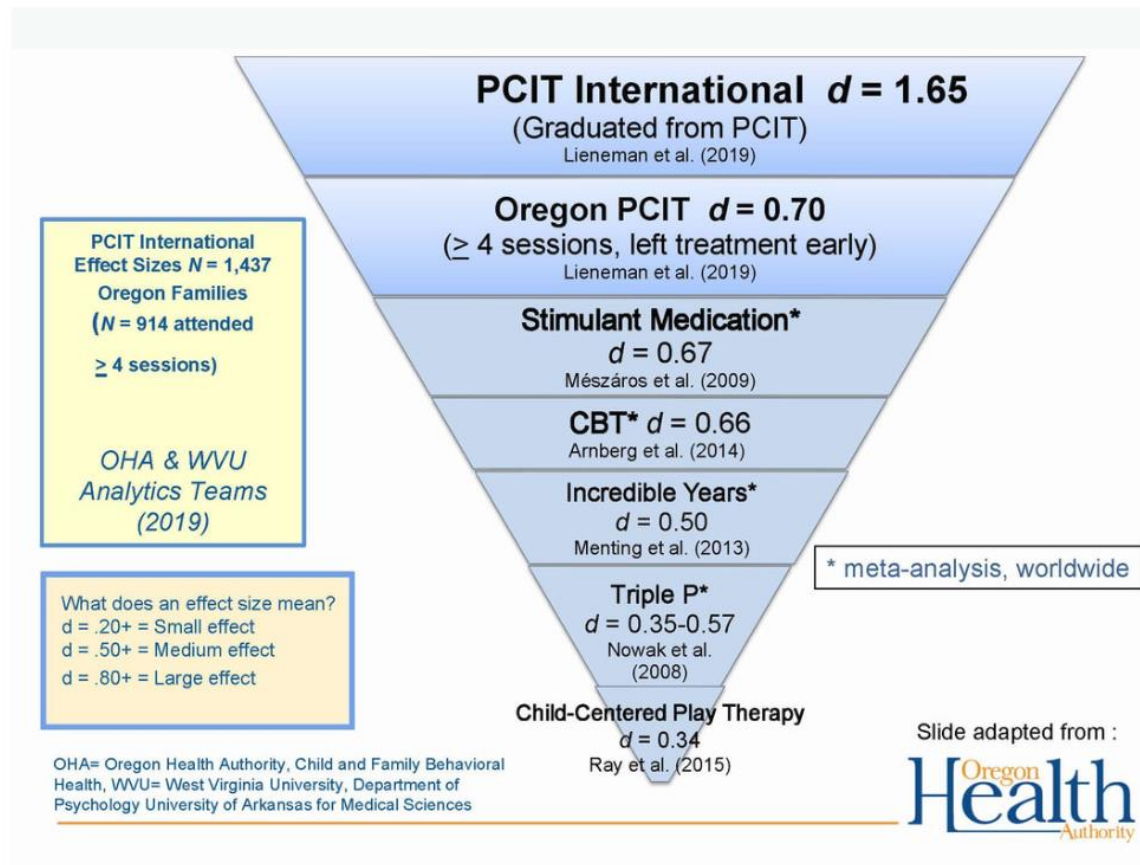 PCIT International d = 1.65
(Graduated from PCIT)
Lieneman et al. (2019)
Oregon PCIT d = 0.70
(≥ 4 sessions, left treatment early)
Lieneman et al. (2019)
Stimulant Medication*
d = 0.67
Mészáros et al. (2009)
CBT* d = 0.66
Arnberg et al. (2014)
Incredible Years*
d = 0.50
Menting et al. (2013)
Triple P*
d = 0.35-0.57
Nowak et al.
(2008)
Child-Centered Play Therapy
d = 0.34
Ray et al. (2015)
PCIT International
Effect Sizes N = 1,437
Oregon Families
(N = 914 attended
≥ 4 sessions)
OHA & WVU
Analytics Teams
(2019)
What does an effect size mean?
d = .20+ = Small effect
d = .50+ = Medium effect
d = .80+ = Large effect
* meta-analysis, worldwide
OHA= Oregon Health Authority, Child and Family Behavioral
Health, WVU= West Virginia University, Department of
Psychology University of Arkansas for Medical Sciences
Slide adapted from :
Oregon
Health
Authority